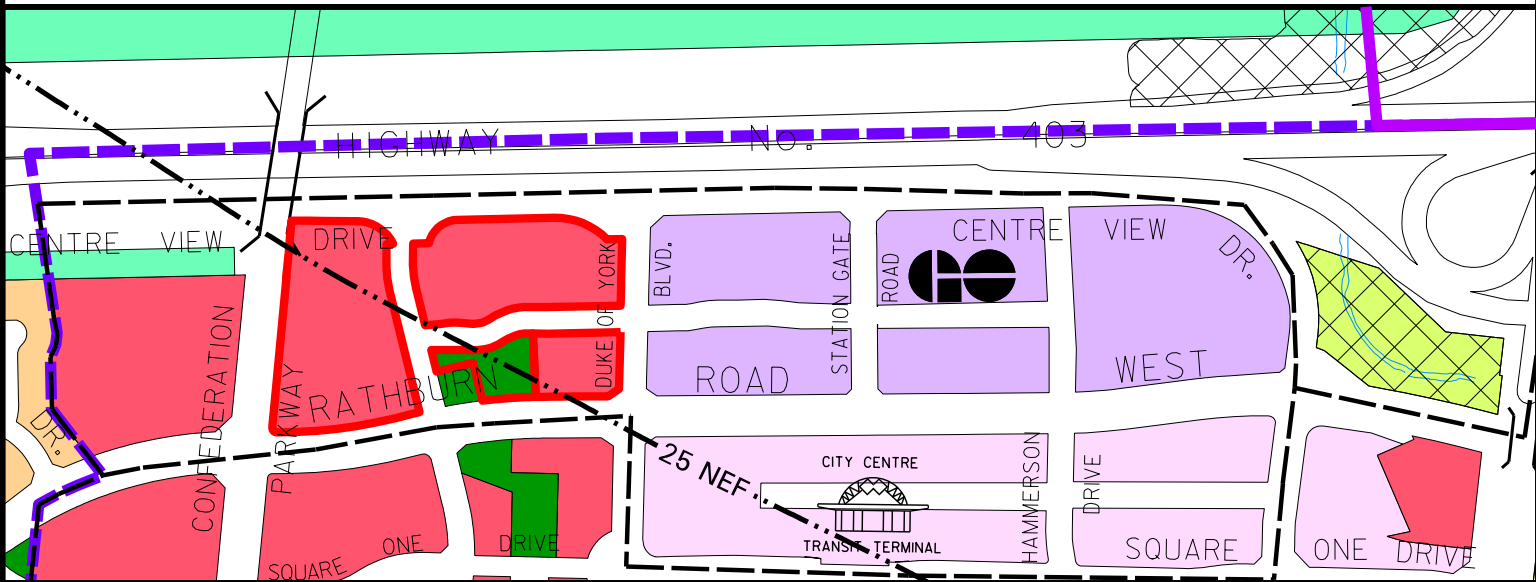 HIGHWAY No. 403
CENTRE VIEW DRIVE
CENTRE VIEW DR.
CONFEDERATION PARKWAY
DUKE OF YORK BLVD.
STATION GATE ROAD
GO
RATHBURN ROAD WEST
DR.
25 NEF
CITY CENTRE
TRANSIT TERMINAL
HAMMERSON DRIVE
SQUARE ONE DRIVE
SQUARE ONE DRIVE